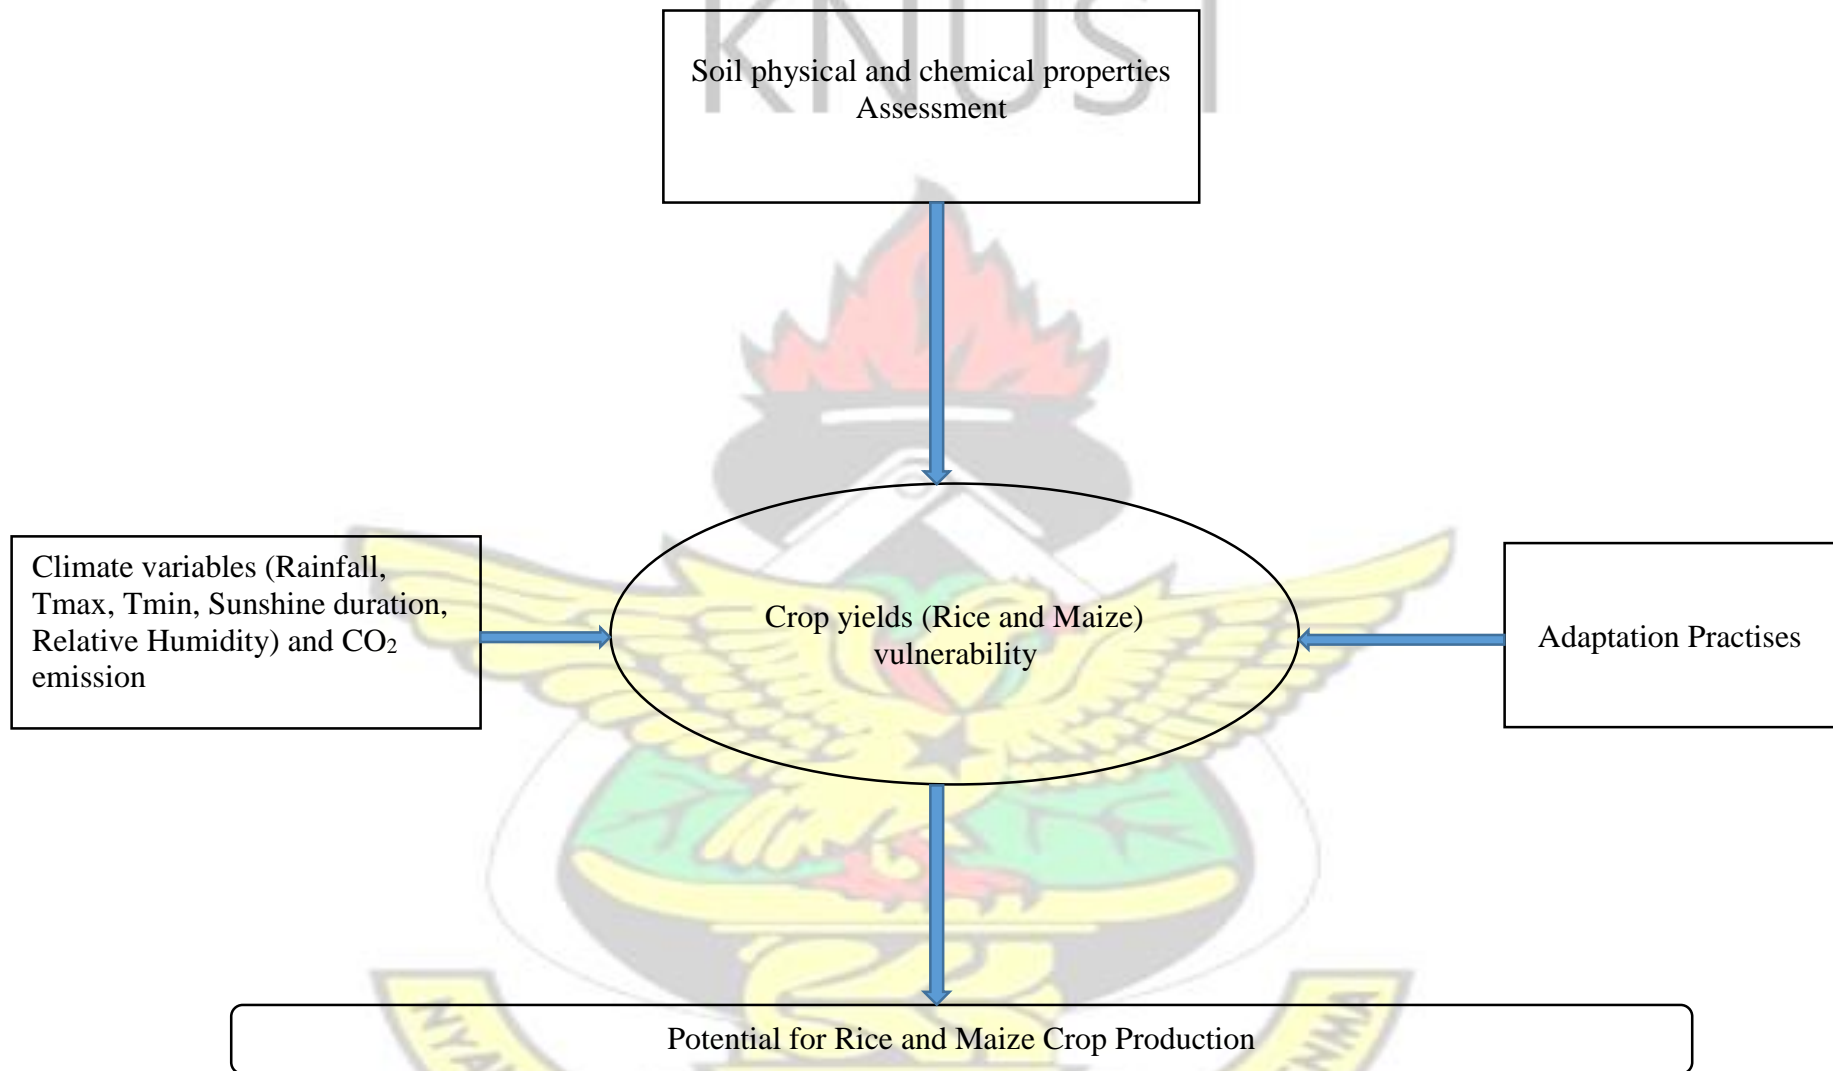 KNUST
Soil physical and chemical properties
Assessment
Climate variables (Rainfall,
Tmax, Tmin, Sunshine duration,
Relative Humidity) and CO₂
emission
Crop yields (Rice and Maize)
vulnerability
Adaptation Practises
Potential for Rice and Maize Crop Production